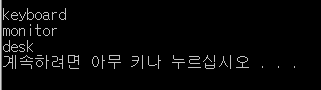 keyboard
monitor
desk
계속하려면 아무 키나 누르십시오 . . .